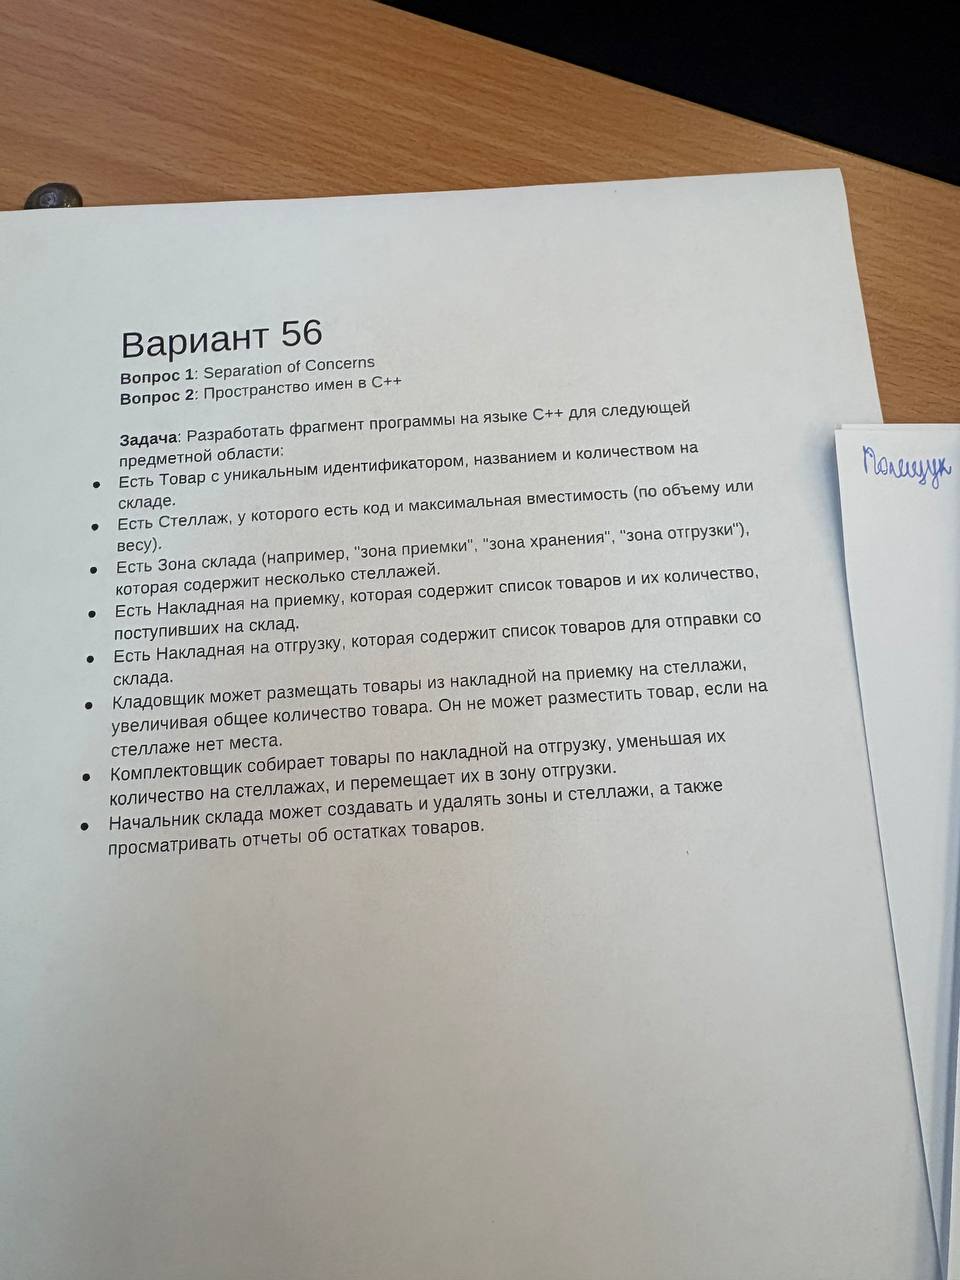 Вариант 56
Вопрос 1: Separation of Concerns
Вопрос 2: Пространство имен в C++
Задача: Разработать фрагмент программы на языке C++ для следующей
предметной области:
● Есть Товар с уникальным идентификатором, названием и количеством на
складе.
● Есть Стеллаж, у которого есть код и максимальная вместимость (по объему или
весу).
● Есть Зона склада (например, "зона приемки", "зона хранения", "зона отгрузки"),
которая содержит несколько стеллажей.
● Есть Накладная на приемку, которая содержит список товаров и их количество,
поступивших на склад.
● Есть Накладная на отгрузку, которая содержит список товаров для отправки со
склада.
● Кладовщик может размещать товары из накладной на приемку на стеллажи,
увеличивая общее количество товара. Он не может разместить товар, если на
стеллаже нет места.
● Комплектовщик собирает товары по накладной на отгрузку, уменьшая их
количество на стеллажах, и перемещает их в зону отгрузки.
● Начальник склада может создавать и удалять зоны и стеллажи, а также
просматривать отчеты об остатках товаров.
Полещук